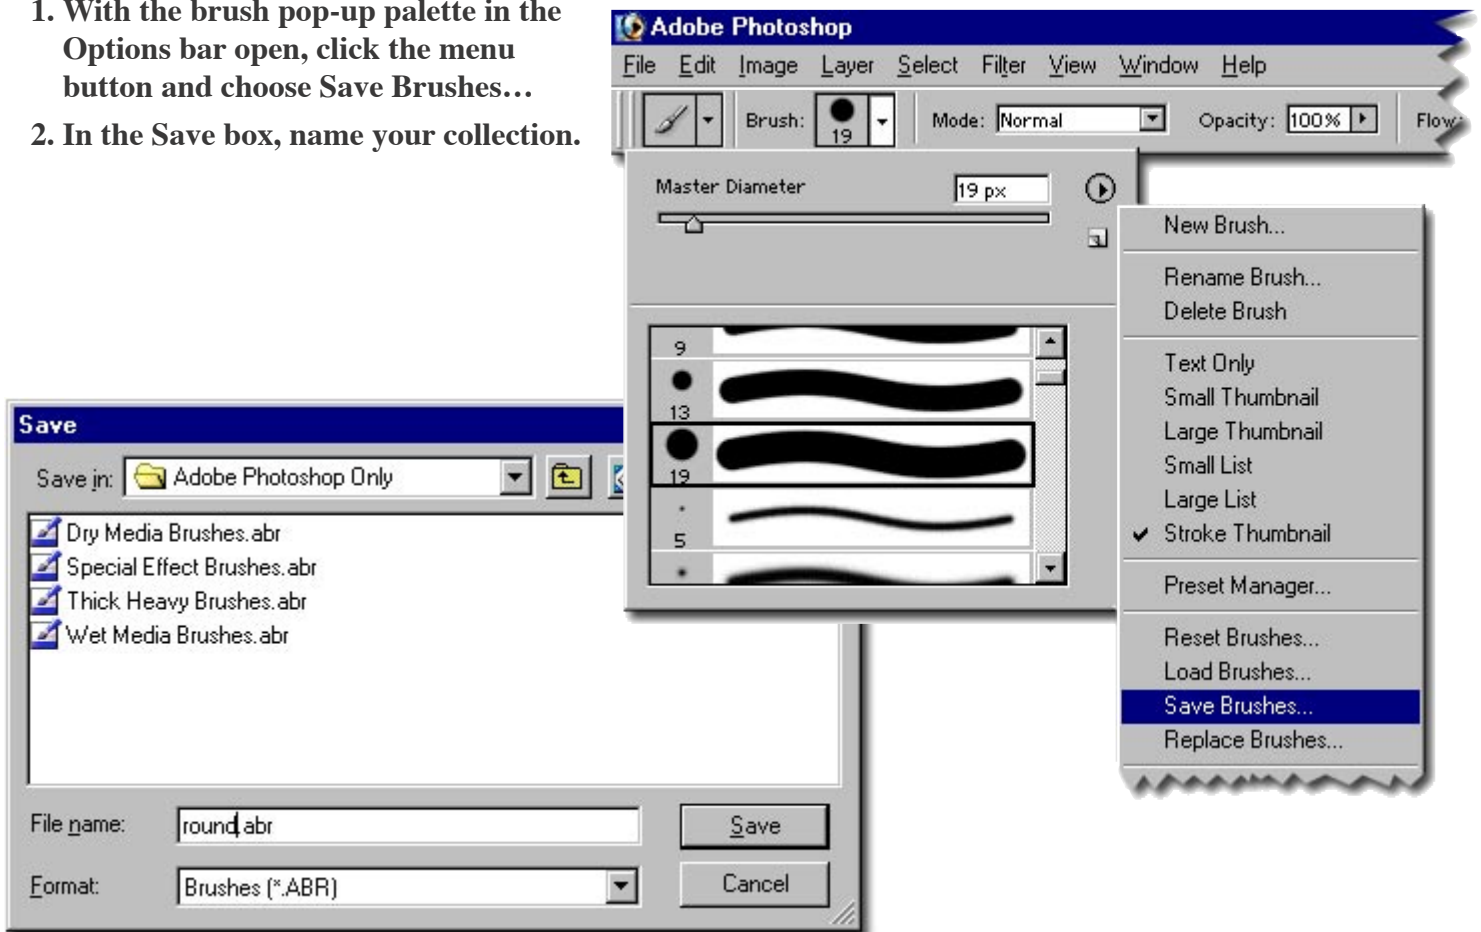 1. With the brush pop-up palette in the
Options bar open, click the menu
button and choose Save Brushes…
2. In the Save box, name your collection.
Adobe Photoshop
File Edit Image Layer Select Filter View Window Help
Brush: 19 Mode: Normal Opacity: 100% Flow:
Master Diameter 19 px
9
13
19
5
New Brush...
Rename Brush...
Delete Brush
Text Only
Small Thumbnail
Large Thumbnail
Small List
Large List
Stroke Thumbnail
Preset Manager...
Reset Brushes...
Load Brushes...
Save Brushes...
Replace Brushes...
Save
Save in: Adobe Photoshop Only
Dry Media Brushes.abr
Special Effect Brushes.abr
Thick Heavy Brushes.abr
Wet Media Brushes.abr
File name: round.abr Save
Format: Brushes (*.ABR) Cancel